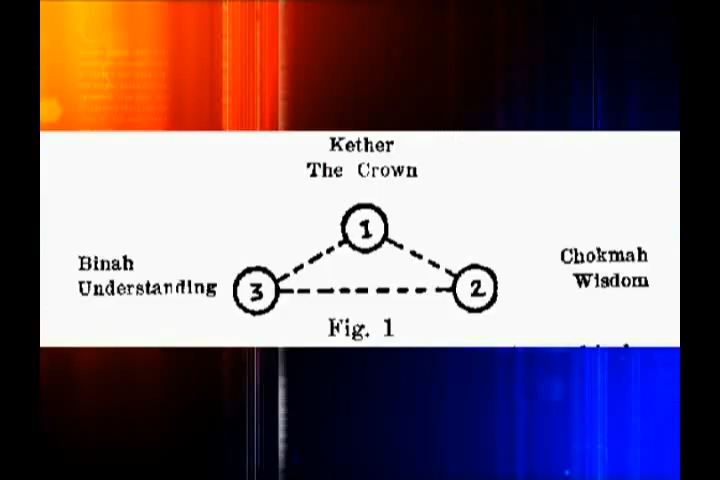 Kether
The Crown
1
Binah
Understanding
3
2
Chokmah
Wisdom
Fig. 1